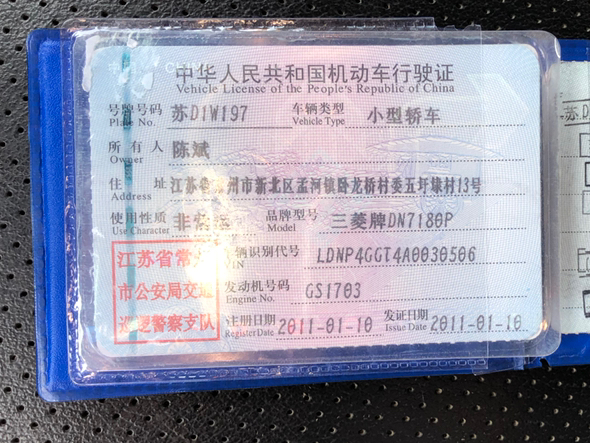 中华人民共和国机动车行驶证
Vehicle License of the People's Republic of China
号牌号码 苏D1W197 车辆类型 小型轿车
Plate No. Vehicle Type
所有人 陈斌
Owner
住址 江苏省 州市新北区孟河镇卧龙桥村委五圩埭村13号
Address
使用性质 非 品牌型号 三菱牌DN7180P
Use Character Model
辆识别代号 LDNP4GGT4A0030506
VIN
发动机号码 GS1703
Engine No.
注册日期 2011-01-10 发证日期 2011-01-10
Register Date Issue Date
江苏省常
市公安局交
巡逻警察支队
苏D